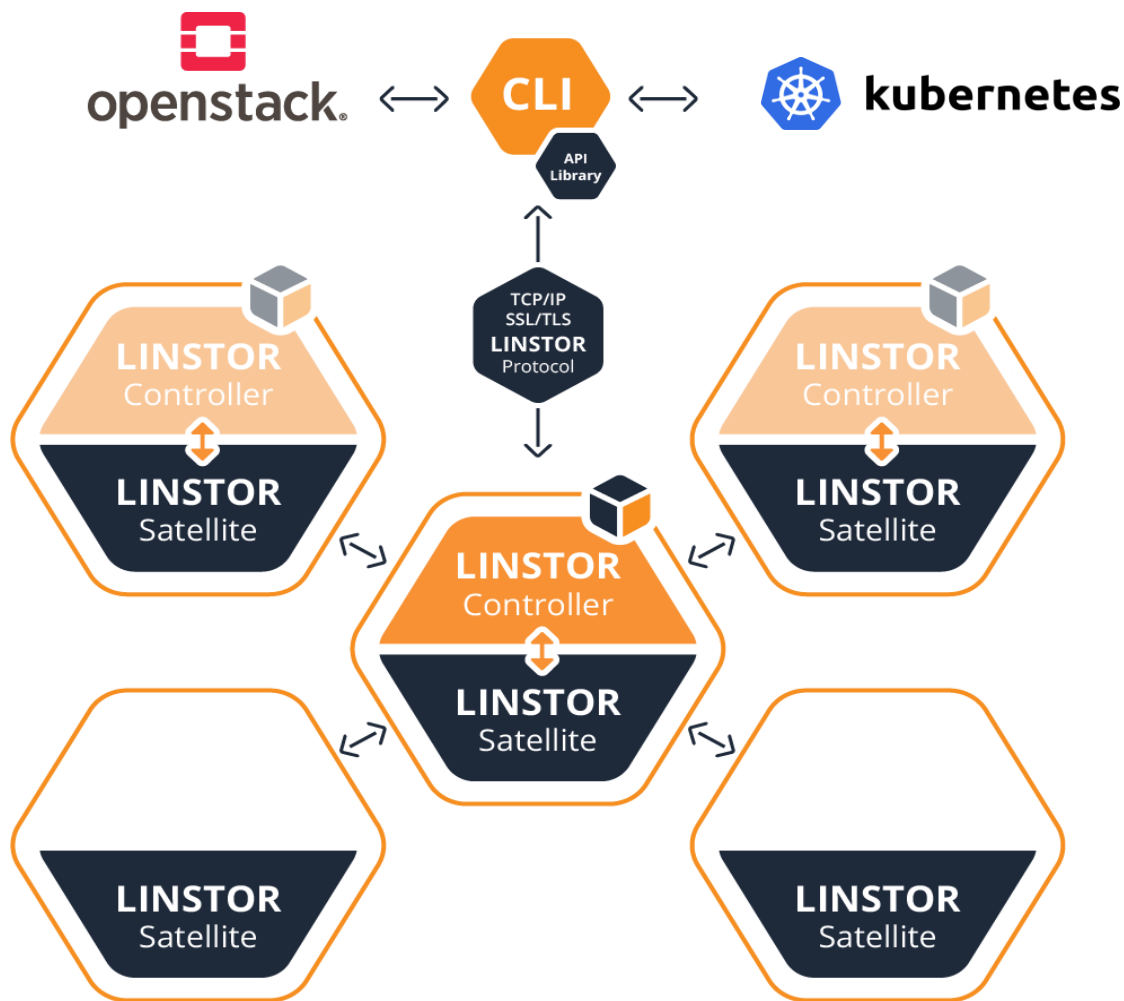 openstack.
CLI
kubernetes
API
Library
TCP/IP
SSL/TLS
LINSTOR
Protocol
LINSTOR
Controller
LINSTOR
Satellite
LINSTOR
Controller
LINSTOR
Satellite
LINSTOR
Controller
LINSTOR
Satellite
LINSTOR
Satellite
LINSTOR
Satellite